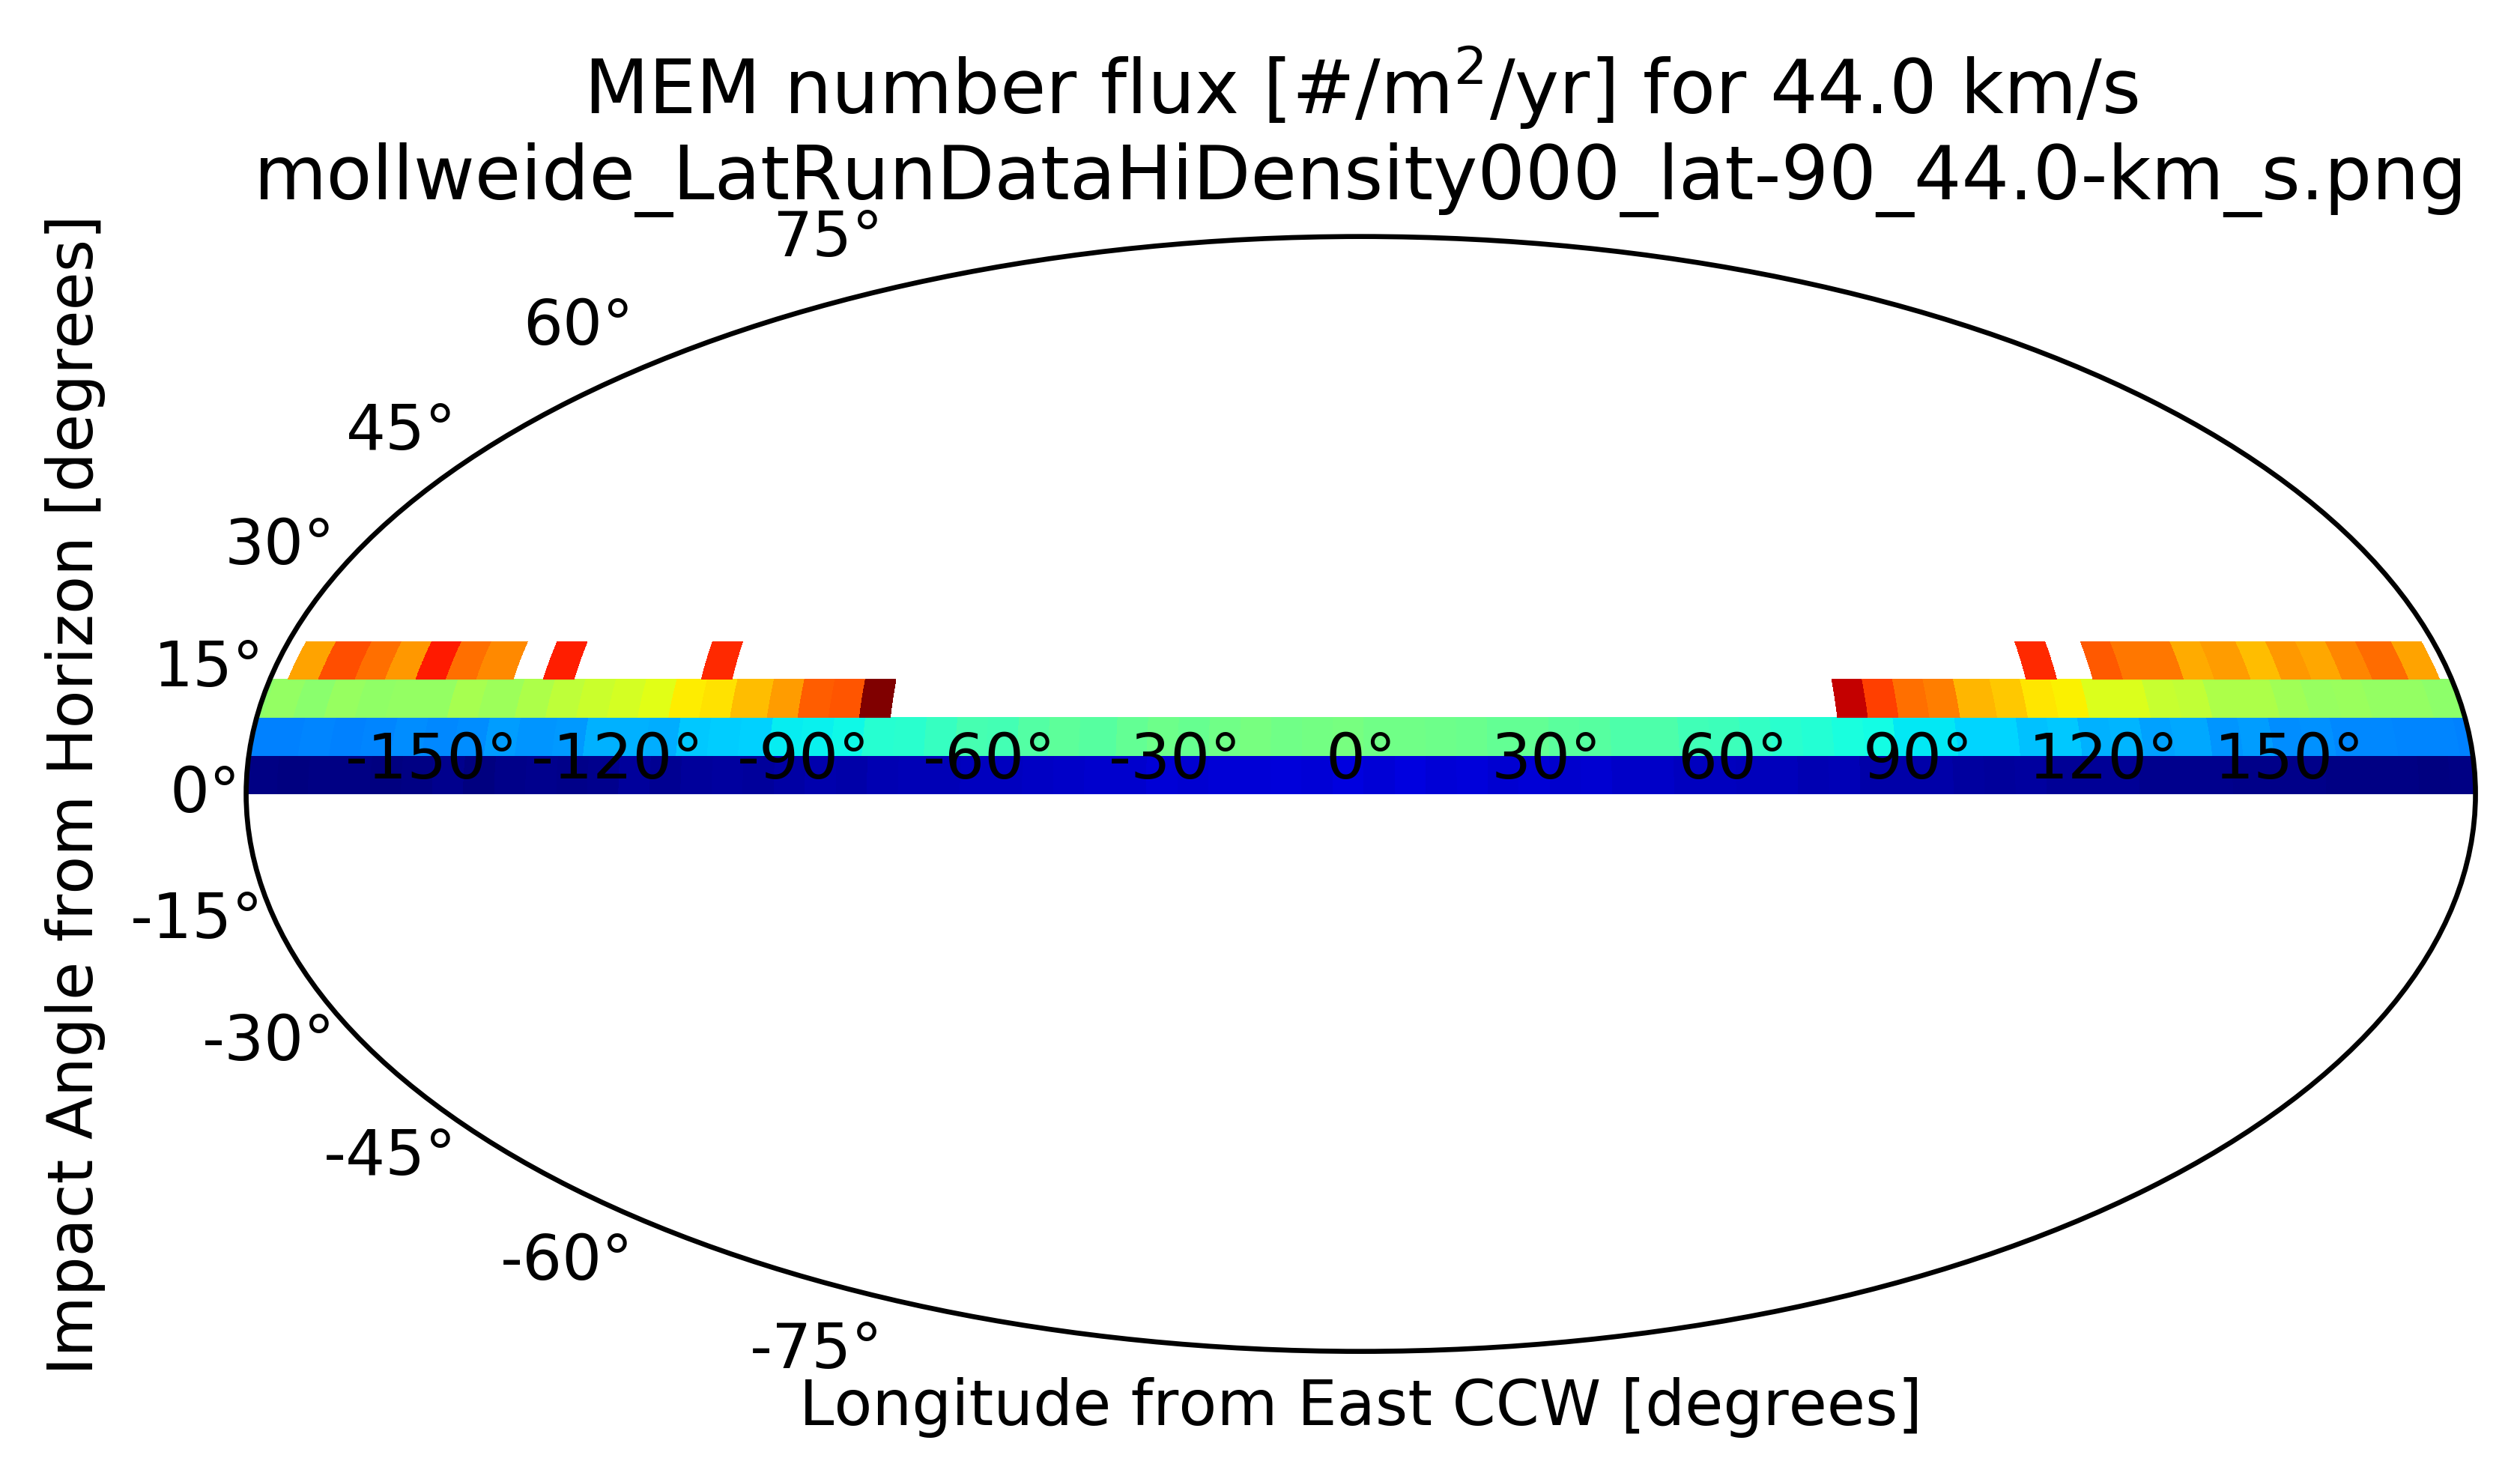 MEM number flux [#/m²/yr] for 44.0 km/s
mollweide_LatRunDataHiDensity000_lat-90_44.0-km_s.png
Impact Angle from Horizon [degrees]
75°
60°
45°
30°
15°
0°
-15°
-30°
-45°
-60°
-75°
-150° -120° -90° -60° -30° 0° 30° 60° 90° 120° 150°
Longitude from East CCW [degrees]